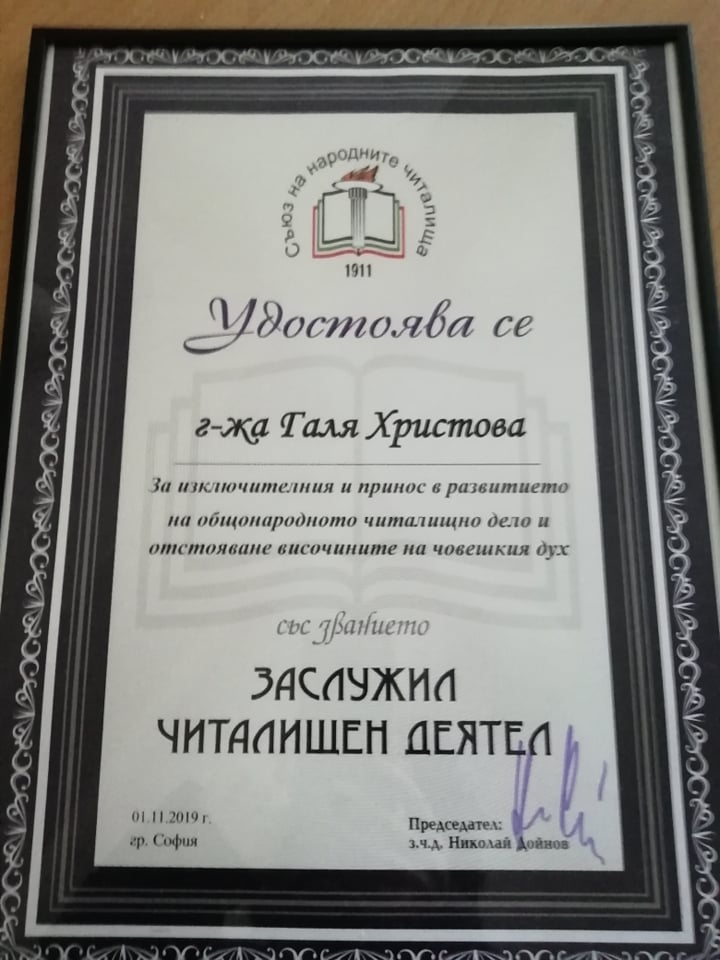 Съюз на народните читалища
1911
Удостоява се
г-жа Галя Христова
За изключителния и принос в развитието
на общонародното читалищно дело и
отстояване височините на човешкия дух
със званието
ЗАСЛУЖИЛ
ЧИТАЛИЩЕН ДЕЯТЕЛ
01.11.2019 г.
гр. София
Председател:
з.ч.д. Николай Дойнов